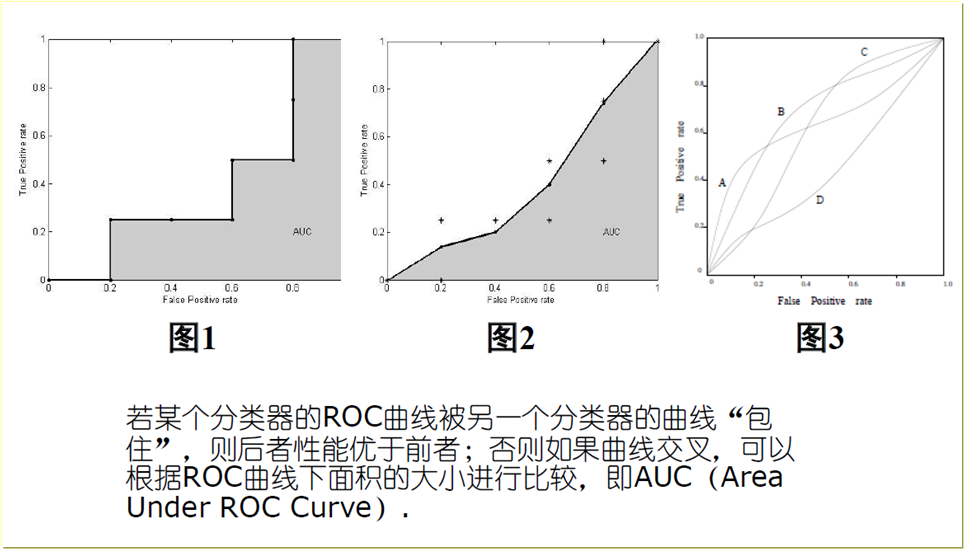 1
0.8
0.6
0.4
0.2
0
True Positive rate
AUC
0
0.2
0.4
0.6
0.8
False Positive rate
图1
1
0.8
0.6
0.4
0.2
0
True Positive rate
AUC
0
0.2
0.4
0.6
0.8
1
False Positive rate
图2
1.0
0.8
0.6
0.4
0.2
0
True Positive rate
C
B
A
D
0
0.2
0.4
0.6
0.8
1.0
False Positive rate
图3
若某个分类器的ROC曲线被另一个分类器的曲线“包
住”，则后者性能优于前者；否则如果曲线交叉，可以
根据ROC曲线下面积的大小进行比较，即AUC（Area
Under ROC Curve）.